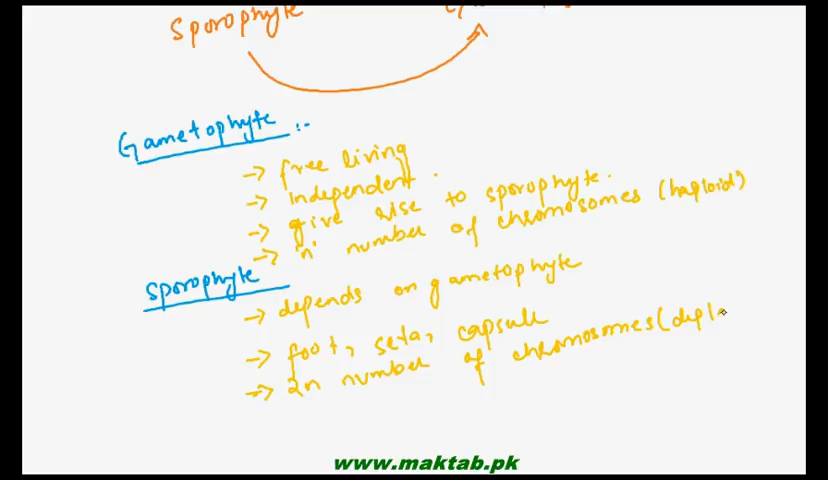 Sporophyte
Gametophyte :-
→ free living
→ independent.
→ give rise to sporophyte.
→ 'n' number of chromosomes (haploid)
Sporophyte
→ depends on gametophyte
→ foot, seta, capsule
→ 2n number of chromosomes (dipl
www.maktab.pk